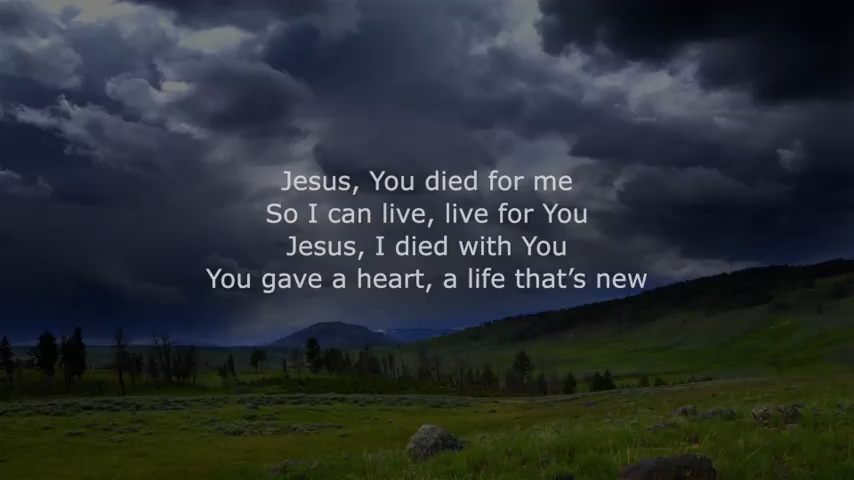 Jesus, You died for me
So I can live, live for You
Jesus, I died with You
You gave a heart, a life that’s new